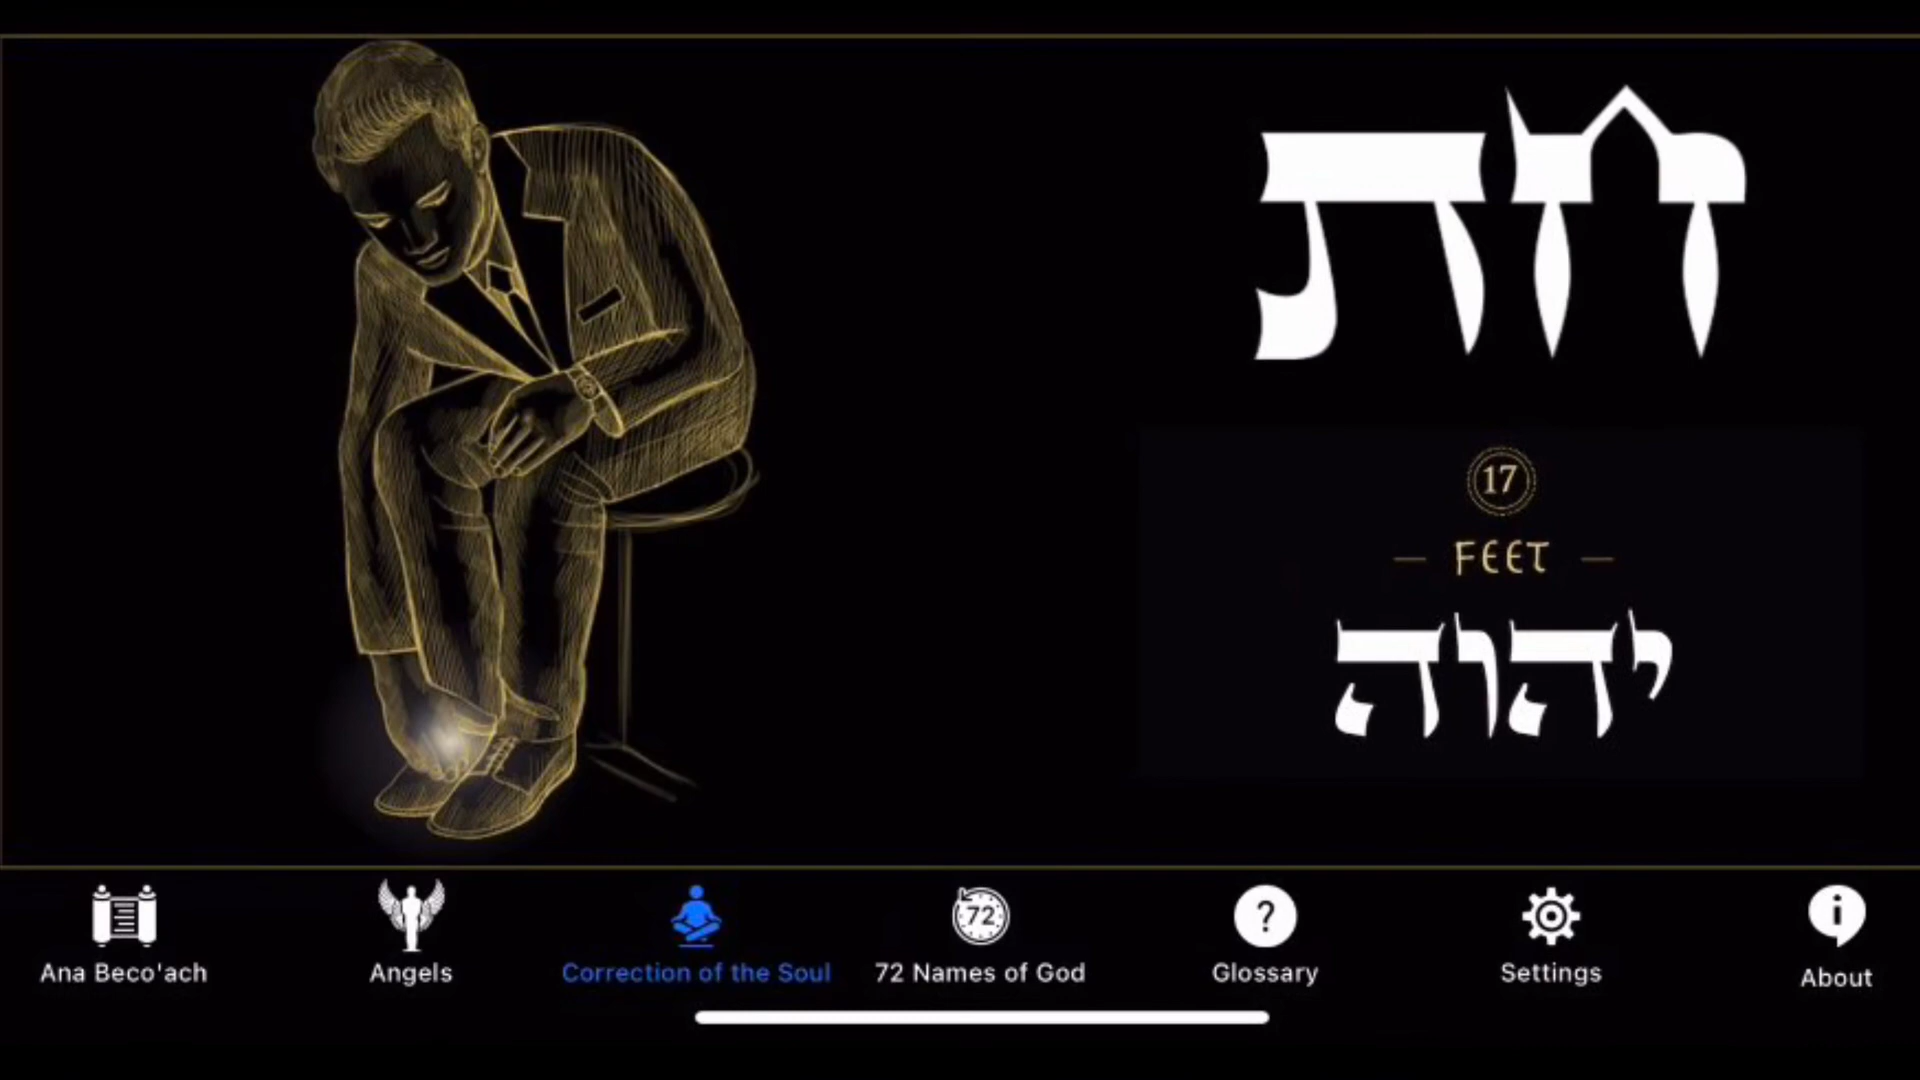 חת
17
— FEET —
יהוה
72
?
i
Ana Beco'ach
Angels
Correction of the Soul
72 Names of God
Glossary
Settings
About